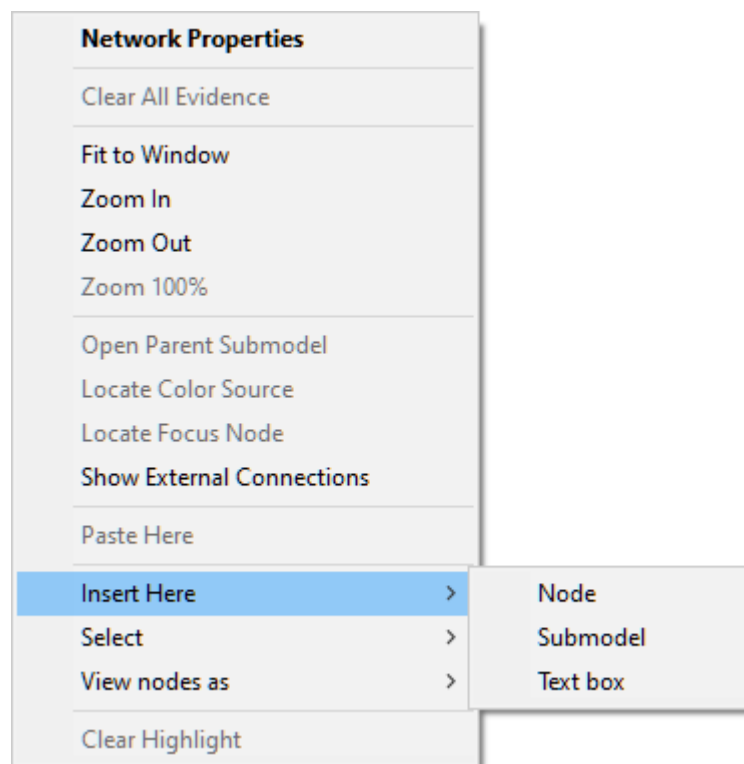 Network Properties
Clear All Evidence
Fit to Window
Zoom In
Zoom Out
Zoom 100%
Open Parent Submodel
Locate Color Source
Locate Focus Node
Show External Connections
Paste Here
Insert Here
Select
View nodes as
Clear Highlight
Node
Submodel
Text box